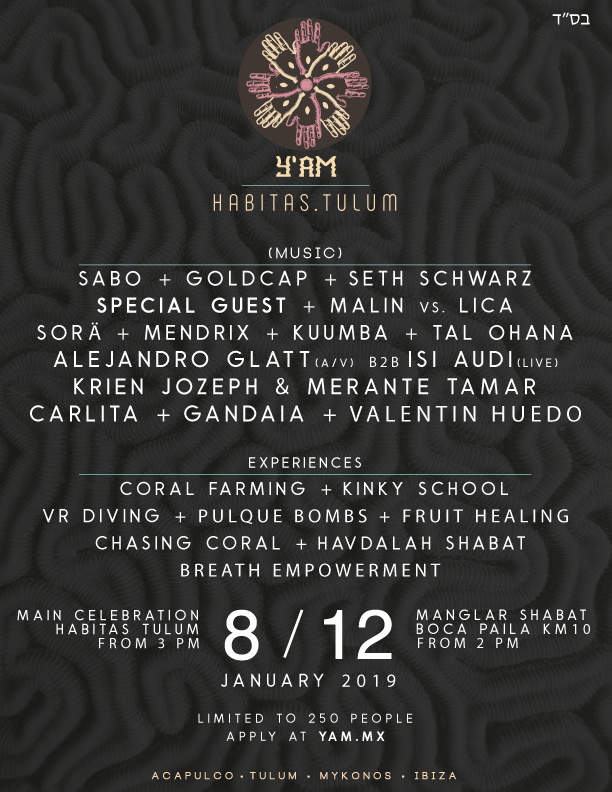 בס״ד
Y'AM
HABITAS.TULUM
(MUSIC)
SABO + GOLDCAP + SETH SCHWARZ
SPECIAL GUEST + MALIN VS. LICA
SORÄ + MENDRIX + KUUMBA + TAL OHANA
ALEJANDRO GLATT(A/V) B2B ISI AUDI(LIVE)
KRIEN JOZEPH & MERANTE TAMAR
CARLITA + GANDAIA + VALENTIN HUEDO
EXPERIENCES
CORAL FARMING + KINKY SCHOOL
VR DIVING + PULQUE BOMBS + FRUIT HEALING
CHASING CORAL + HAVDALAH SHABAT
BREATH EMPOWERMENT
MAIN CELEBRATION
HABITAS TULUM
FROM 3 PM
8 / 12
MANGLAR SHABAT
BOCA PAILA KM10
FROM 2 PM
JANUARY 2019
LIMITED TO 250 PEOPLE
APPLY AT YAM.MX
ACAPULCO • TULUM • MYKONOS • IBIZA